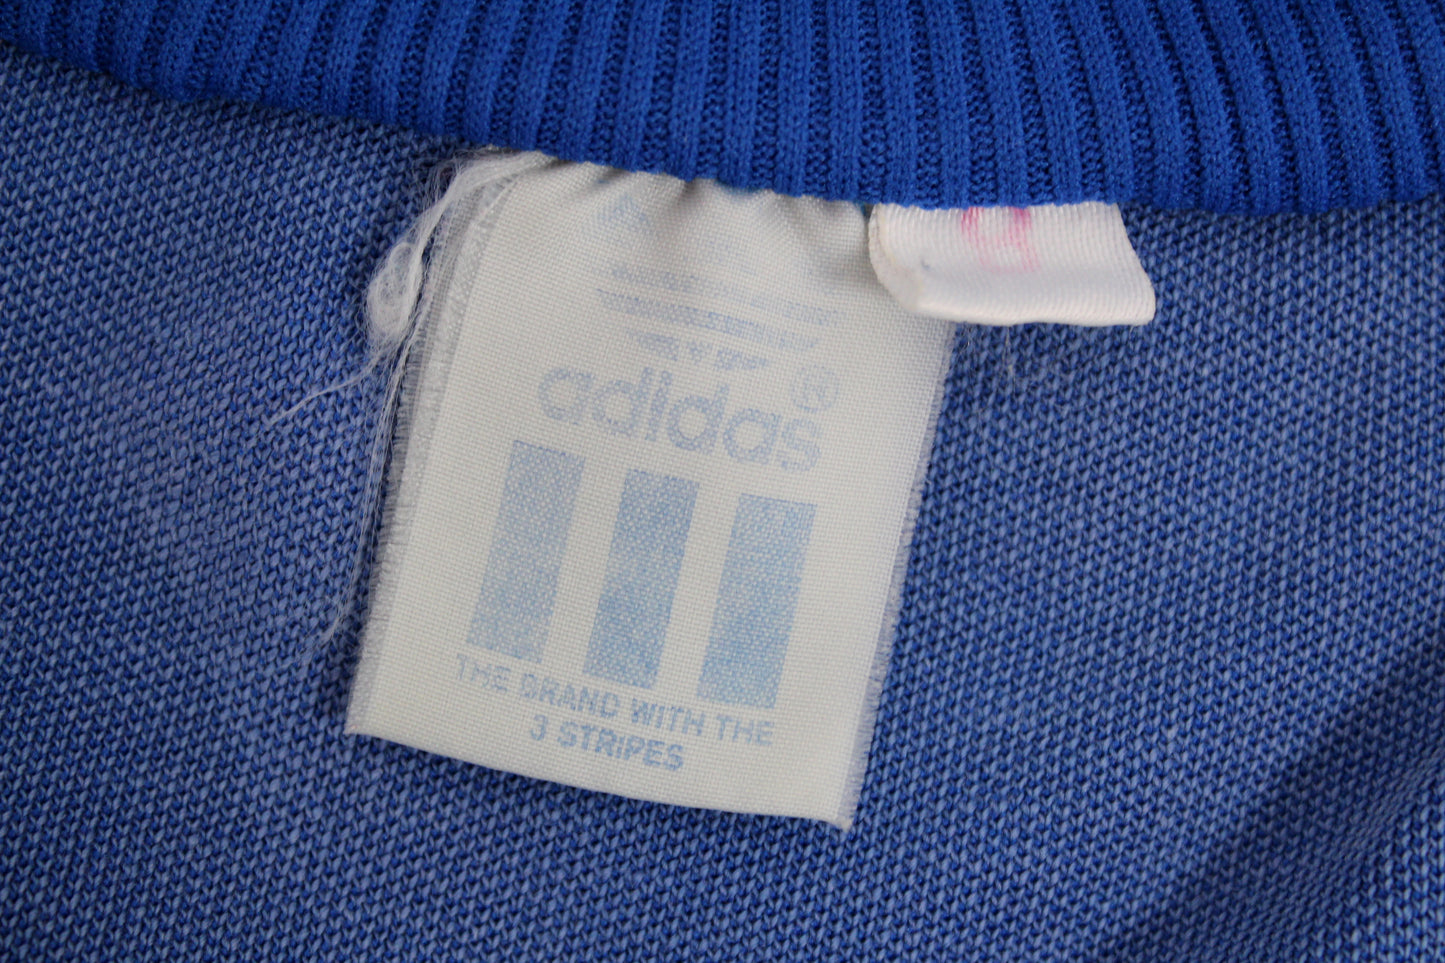 adidas®
THE BRAND WITH THE
3 STRIPES